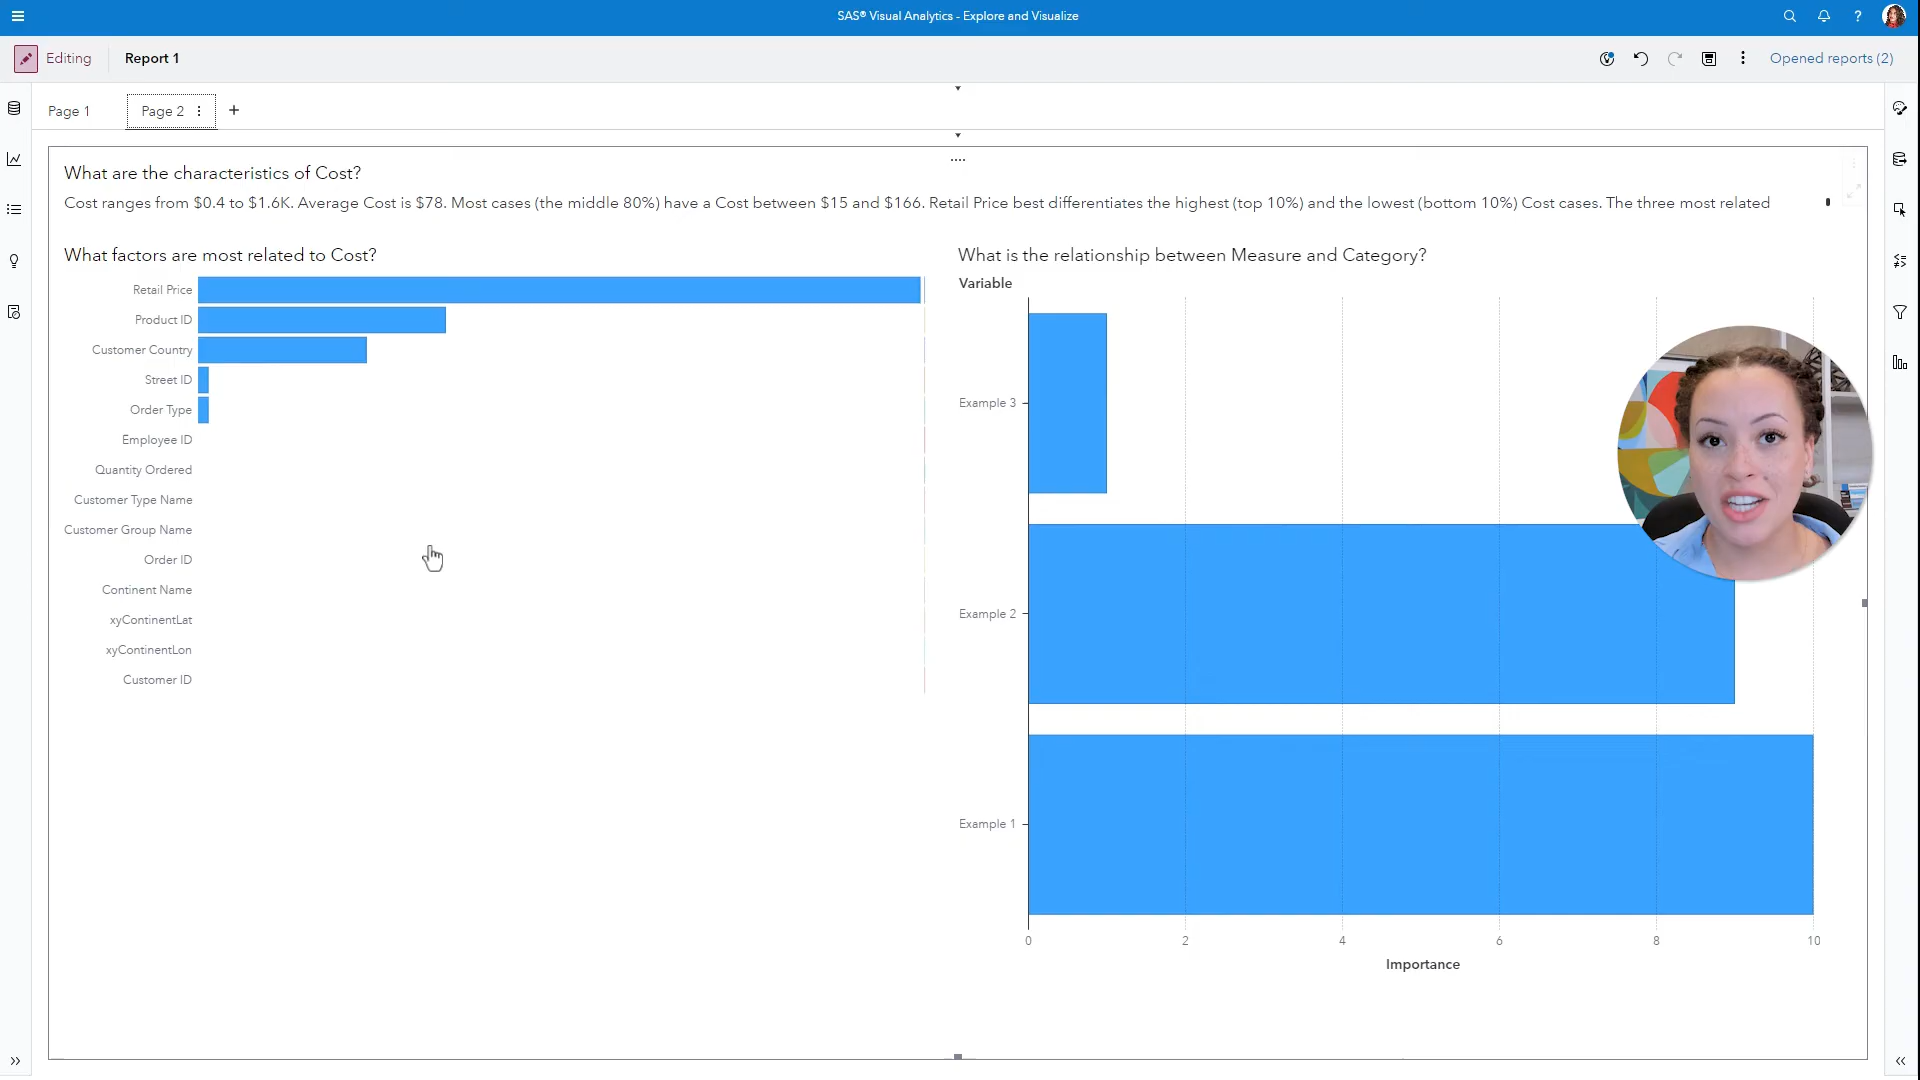 SAS® Visual Analytics - Explore and Visualize
Editing
Report 1
Opened reports (2)
Page 1
Page 2
What are the characteristics of Cost?
Cost ranges from $0.4 to $1.6K. Average Cost is $78. Most cases (the middle 80%) have a Cost between $15 and $166. Retail Price best differentiates the highest (top 10%) and the lowest (bottom 10%) Cost cases. The three most related
What factors are most related to Cost?
Retail Price
Product ID
Customer Country
Street ID
Order Type
Employee ID
Quantity Ordered
Customer Type Name
Customer Group Name
Order ID
Continent Name
xyContinentLat
xyContinentLon
Customer ID
What is the relationship between Measure and Category?
Variable
Example 3
Example 2
Example 1
0 2 4 6 8 10
Importance